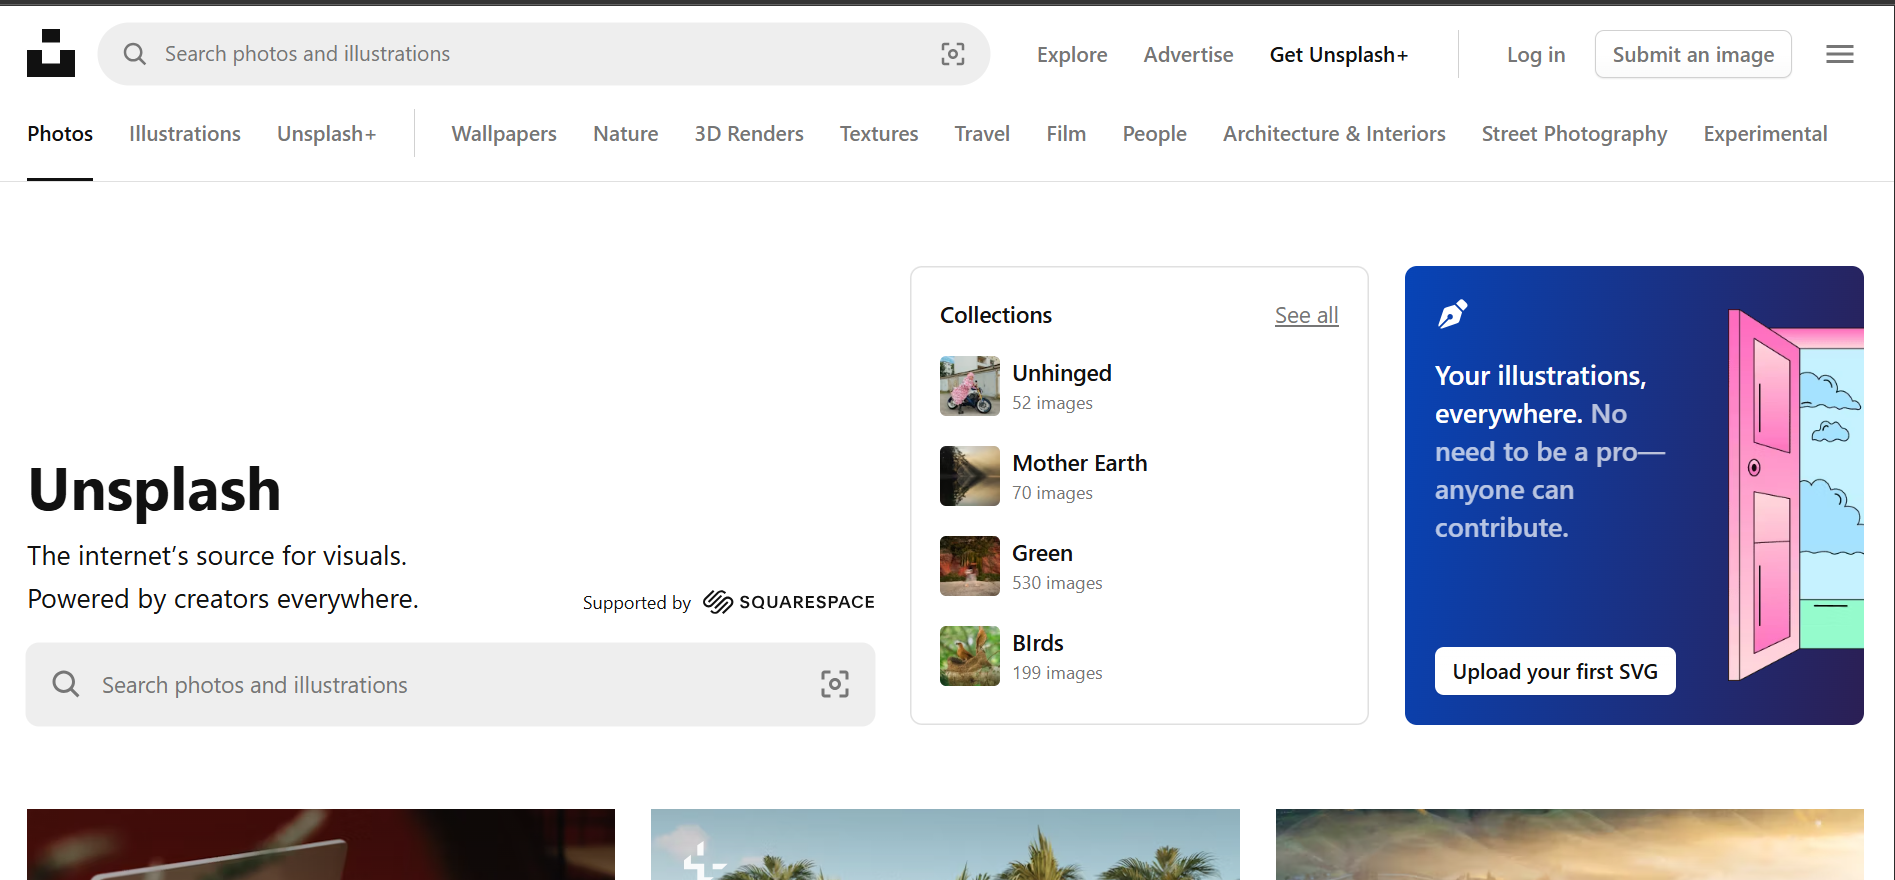 Search photos and illustrations
Explore
Advertise
Get Unsplash+
Log in
Submit an image
Photos
Illustrations
Unsplash+
Wallpapers
Nature
3D Renders
Textures
Travel
Film
People
Architecture & Interiors
Street Photography
Experimental
Unsplash
The internet’s source for visuals.
Powered by creators everywhere.
Supported by SQUARESPACE
Search photos and illustrations
Collections
See all
Unhinged
52 images
Mother Earth
70 images
Green
530 images
BIrds
199 images
Your illustrations,
everywhere. No
need to be a pro—
anyone can
contribute.
Upload your first SVG